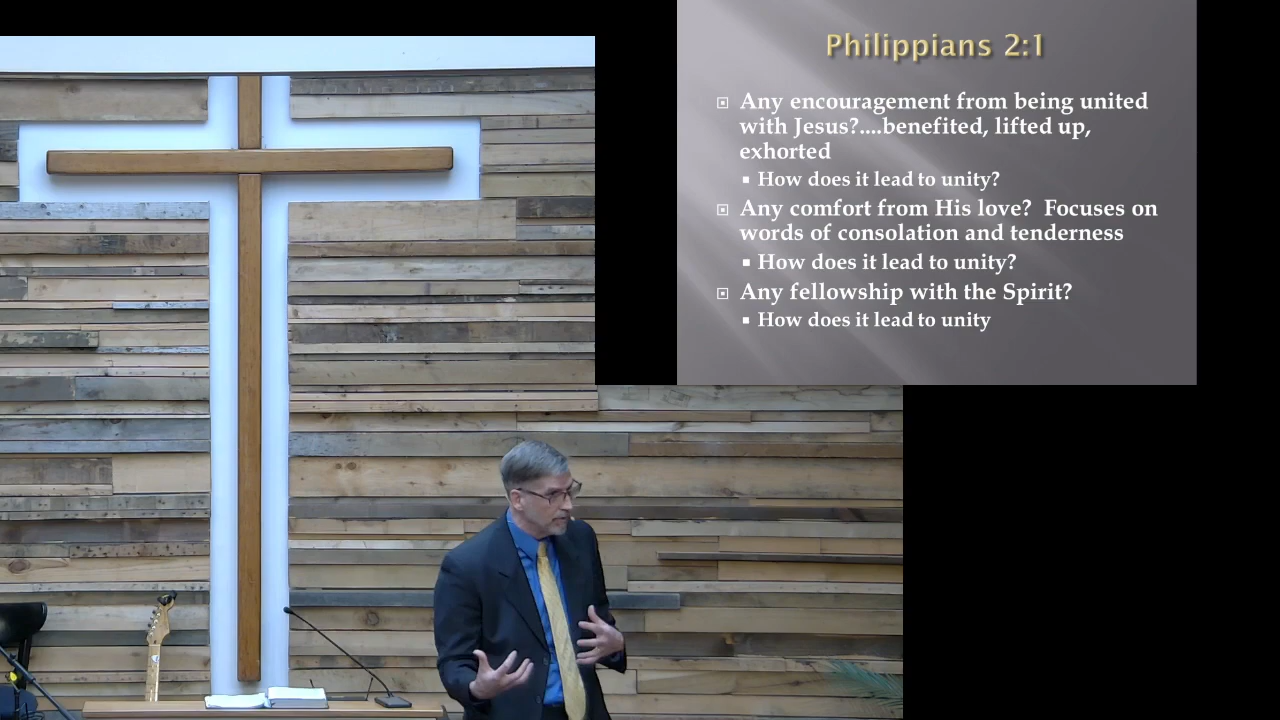 Philippians 2:1
Any encouragement from being united
with Jesus?....benefited, lifted up,
exhorted
How does it lead to unity?
Any comfort from His love?  Focuses on
words of consolation and tenderness
How does it lead to unity?
Any fellowship with the Spirit?
How does it lead to unity